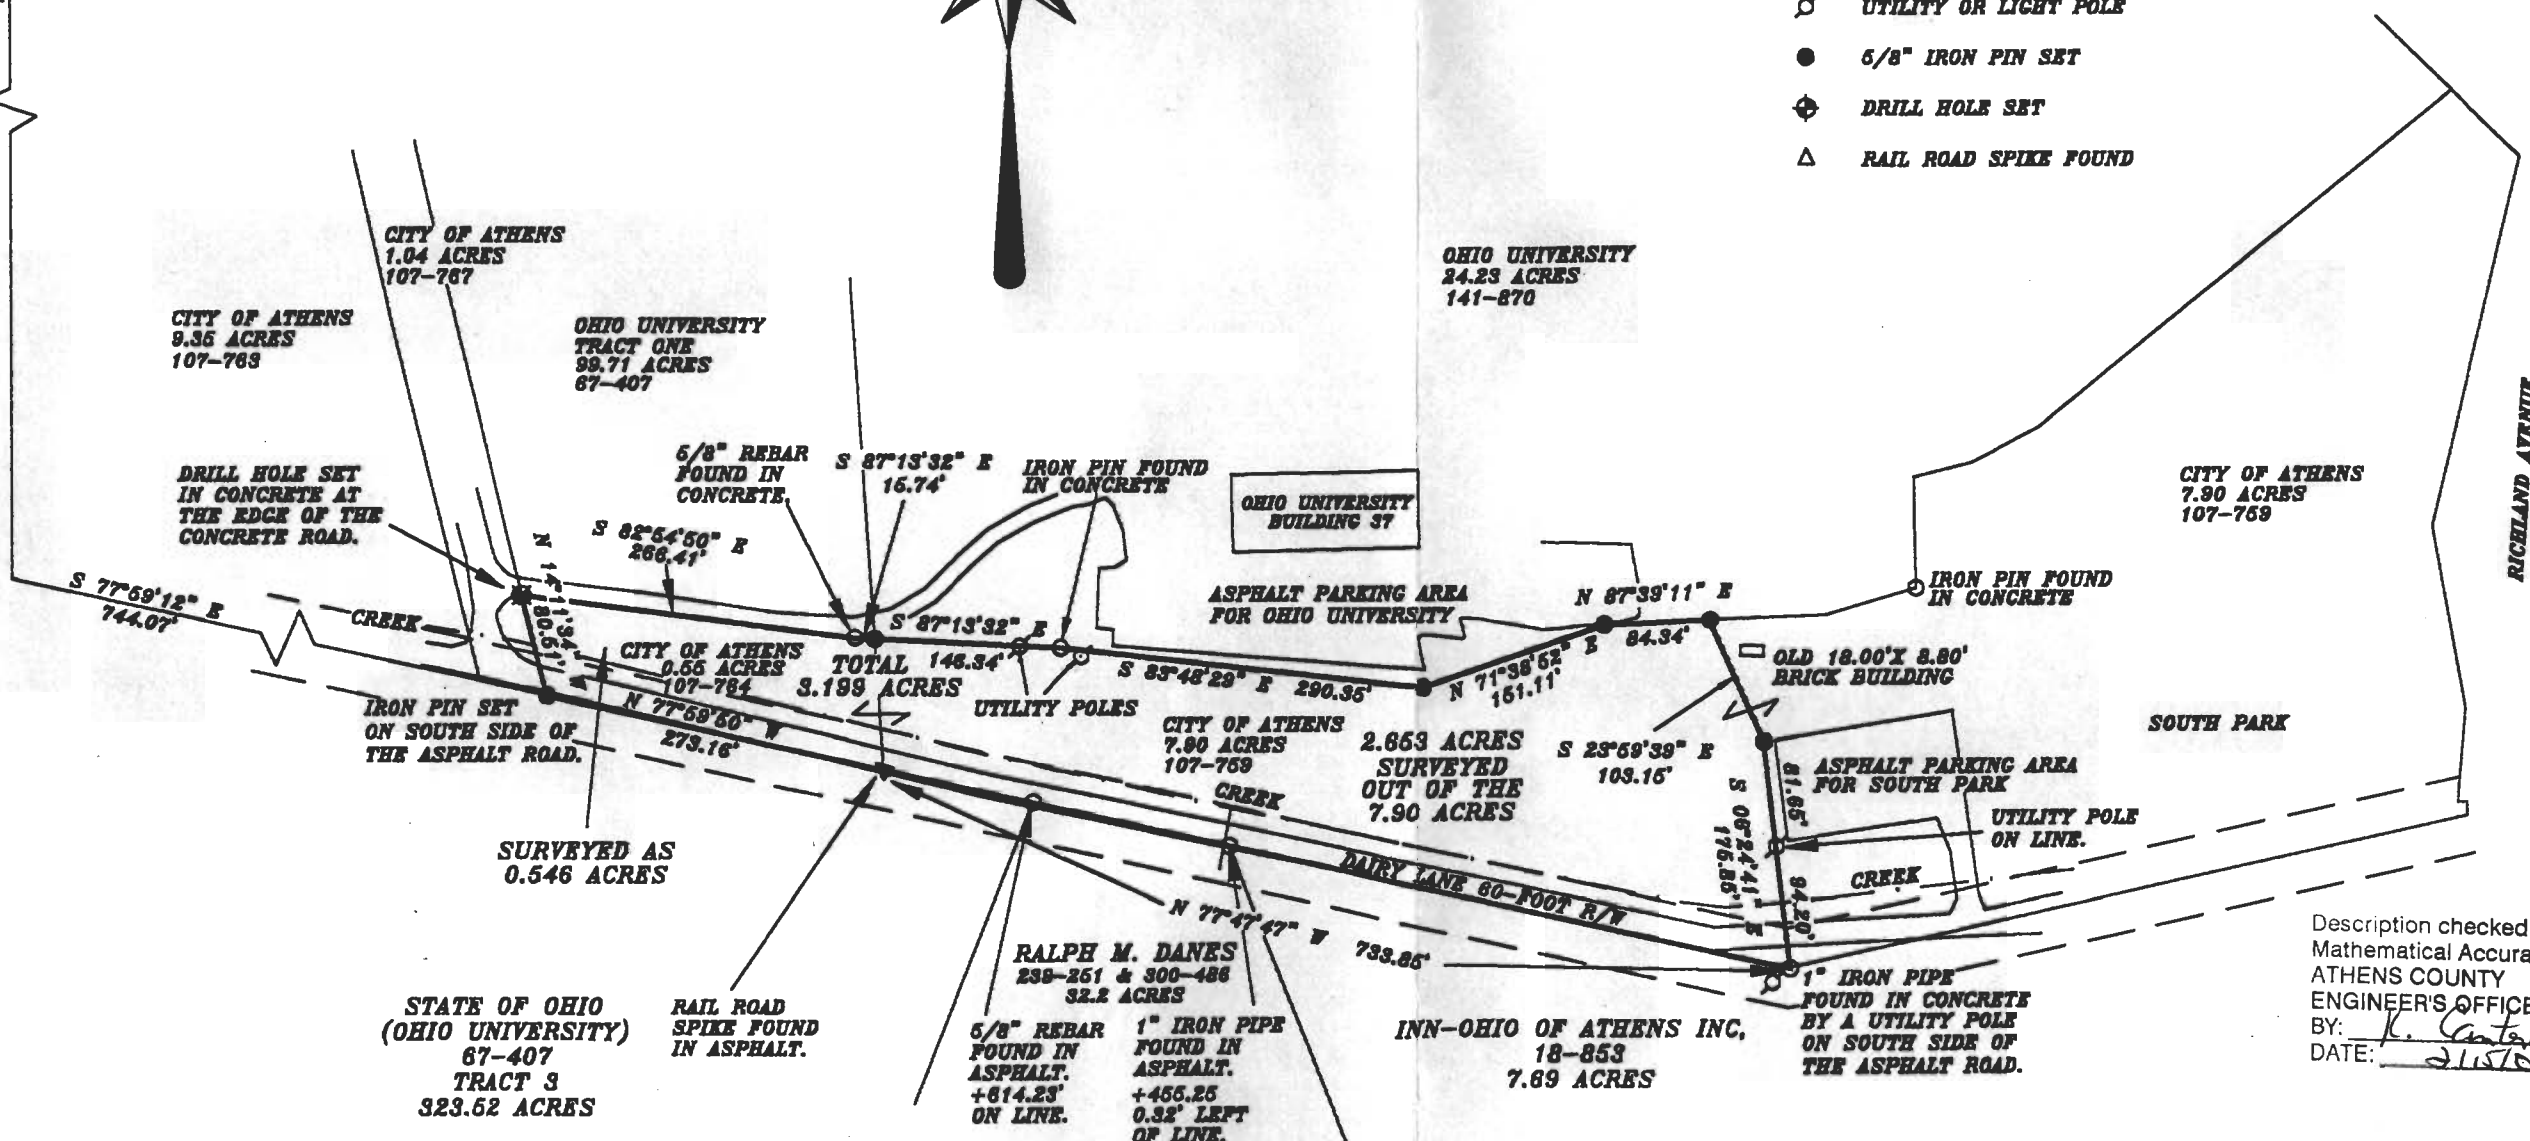 UTILITY OR LIGHT POLE
5/8" IRON PIN SET
DRILL HOLE SET
RAIL ROAD SPIKE FOUND
CITY OF ATHENS
1.04 ACRES
107-767
CITY OF ATHENS
9.35 ACRES
107-763
OHIO UNIVERSITY
TRACT ONE
99.71 ACRES
67-407
OHIO UNIVERSITY
24.23 ACRES
141-870
RICHLAND AVENUE
CITY OF ATHENS
7.90 ACRES
107-759
DRILL HOLE SET
IN CONCRETE AT
THE EDGE OF THE
CONCRETE ROAD.
5/8" REBAR
FOUND IN
CONCRETE.
S 87°13'32" E
15.74'
IRON PIN FOUND
IN CONCRETE
OHIO UNIVERSITY
BUILDING 37
S 82°54'50" E
266.41'
N 14°11'34" W
80.61'
ASPHALT PARKING AREA
FOR OHIO UNIVERSITY
N 87°39'11" E
84.34'
IRON PIN FOUND
IN CONCRETE
S 77°59'12" E
744.07'
CREEK
S 87°13'32" E
146.34'
CITY OF ATHENS
0.55 ACRES
107-764
TOTAL
3.199 ACRES
UTILITY POLES
S 83°48'29" E 290.35'
N 71°38'52" E
151.11'
OLD 18.00'X 8.80'
BRICK BUILDING
IRON PIN SET
ON SOUTH SIDE OF
THE ASPHALT ROAD.
N 77°59'50" W
273.16'
CITY OF ATHENS
7.90 ACRES
107-759
2.653 ACRES
SURVEYED
OUT OF THE
7.90 ACRES
S 23°59'39" E
103.15'
SOUTH PARK
ASPHALT PARKING AREA
FOR SOUTH PARK
81.65'
S 06°24'41" E
175.85'
94.20'
UTILITY POLE
ON LINE.
CREEK
CREEK
DAIRY LANE 60-FOOT R/W
SURVEYED AS
0.546 ACRES
N 77°47'47" W 733.85'
RALPH M. DANES
239-251 & 300-486
32.2 ACRES
STATE OF OHIO
(OHIO UNIVERSITY)
67-407
TRACT 3
323.52 ACRES
RAIL ROAD
SPIKE FOUND
IN ASPHALT.
5/8" REBAR
FOUND IN
ASPHALT.
+614.23'
ON LINE.
1" IRON PIPE
FOUND IN
ASPHALT.
+455.25
0.32' LEFT
OF LINE.
INN-OHIO OF ATHENS INC,
18-853
7.69 ACRES
1" IRON PIPE
FOUND IN CONCRETE
BY A UTILITY POLE
ON SOUTH SIDE OF
THE ASPHALT ROAD.
Description checked
Mathematical Accura
ATHENS COUNTY
ENGINEER'S OFFICE
BY: K.
DATE: